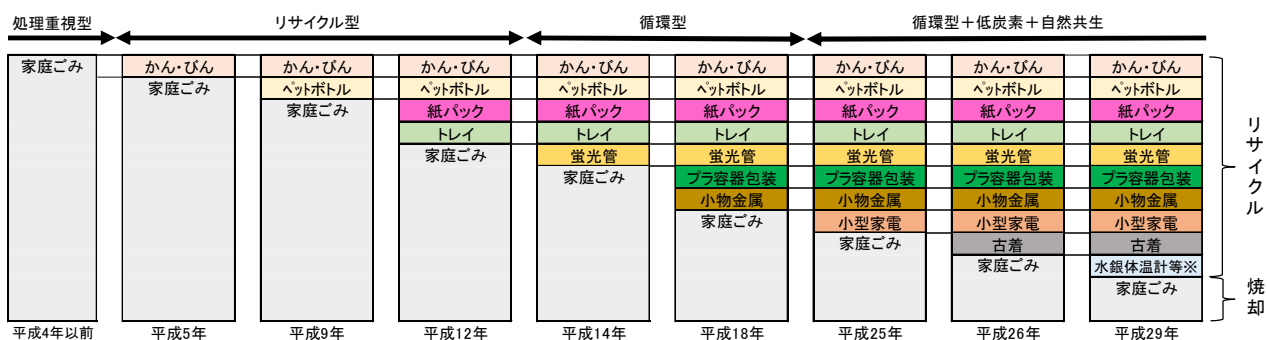 処理重視型 リサイクル型 循環型 循環型＋低炭素＋自然共生
家庭ごみ かん・びん かん・びん かん・びん かん・びん かん・びん かん・びん かん・びん かん・びん
家庭ごみ ペットボトル ペットボトル ペットボトル ペットボトル ペットボトル ペットボトル ペットボトル
家庭ごみ 紙パック 紙パック 紙パック 紙パック 紙パック 紙パック
トレイ トレイ トレイ トレイ トレイ トレイ
家庭ごみ 蛍光管 蛍光管 蛍光管 蛍光管 蛍光管
家庭ごみ プラ容器包装 プラ容器包装 プラ容器包装 プラ容器包装
小物金属 小物金属 小物金属 小物金属
家庭ごみ 小型家電 小型家電 小型家電
家庭ごみ 古着 古着
家庭ごみ 水銀体温計等※
家庭ごみ
リサイクル
焼却
平成4年以前 平成5年 平成9年 平成12年 平成14年 平成18年 平成25年 平成26年 平成29年